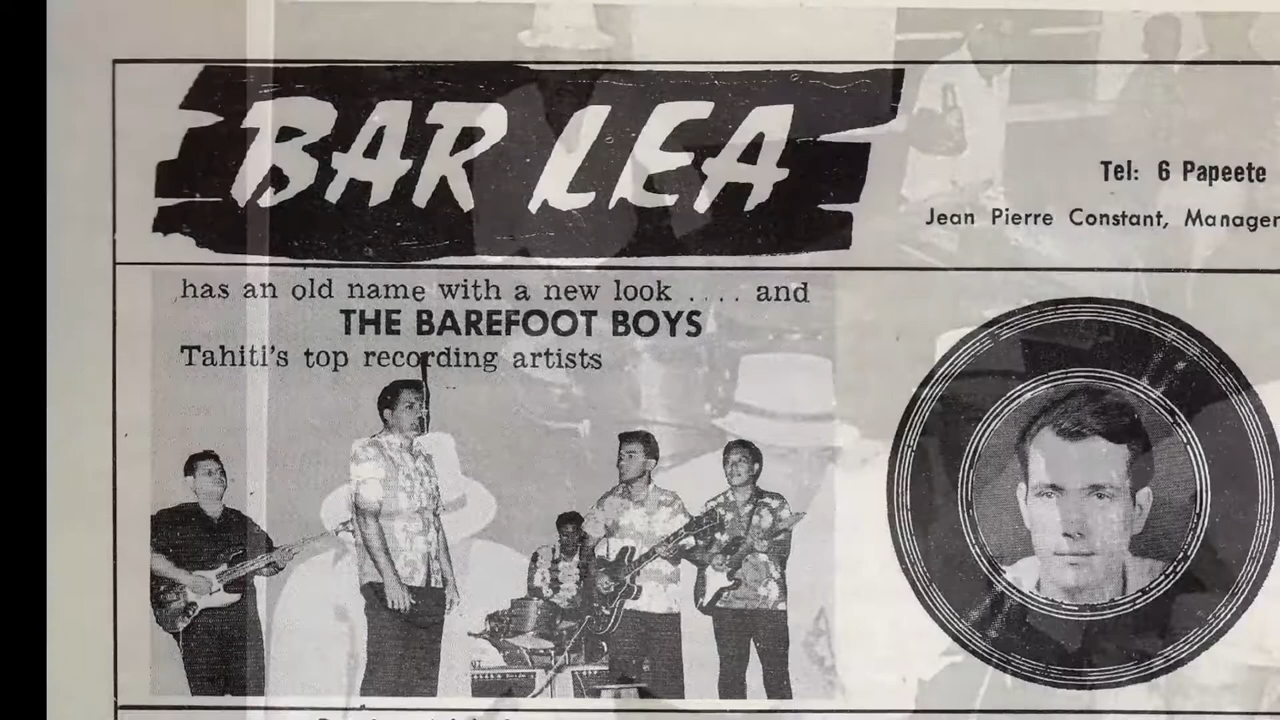 BAR LEA
Tel: 6 Papeete
Jean Pierre Constant, Manager
has an old name with a new look .... and
THE BAREFOOT BOYS
Tahiti's top recording artists